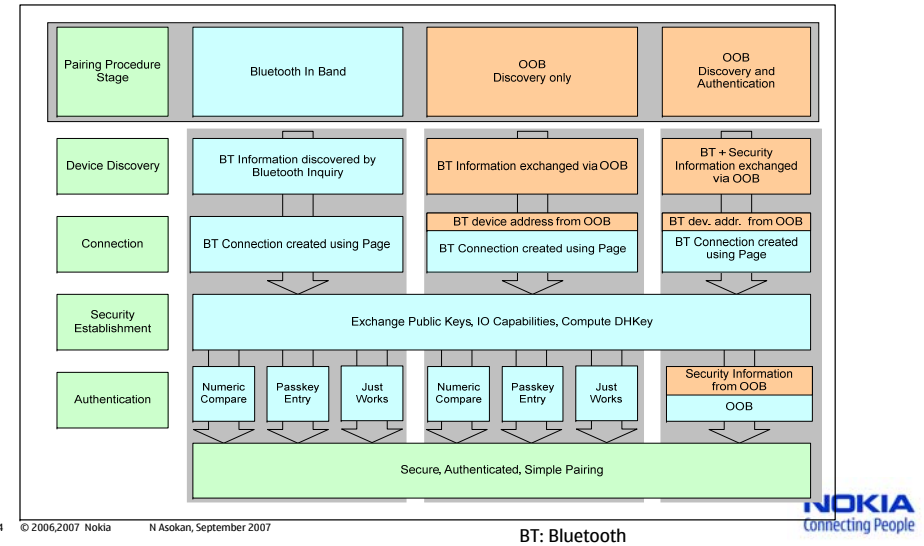 Pairing Procedure
Stage
Bluetooth In Band
OOB
Discovery only
OOB
Discovery and
Authentication
Device Discovery
BT Information discovered by
Bluetooth Inquiry
BT Information exchanged via OOB
BT + Security
Information exchanged
via OOB
Connection
BT Connection created using Page
BT device address from OOB
BT Connection created using Page
BT dev. addr. from OOB
BT Connection created
using Page
Security
Establishment
Exchange Public Keys, IO Capabilities, Compute DHKey
Authentication
Numeric
Compare
Passkey
Entry
Just
Works
Numeric
Compare
Passkey
Entry
Just
Works
Security Information
from OOB
OOB
Secure, Authenticated, Simple Pairing
4 © 2006,2007 Nokia N Asokan, September 2007
BT: Bluetooth
NOKIA
Connecting People